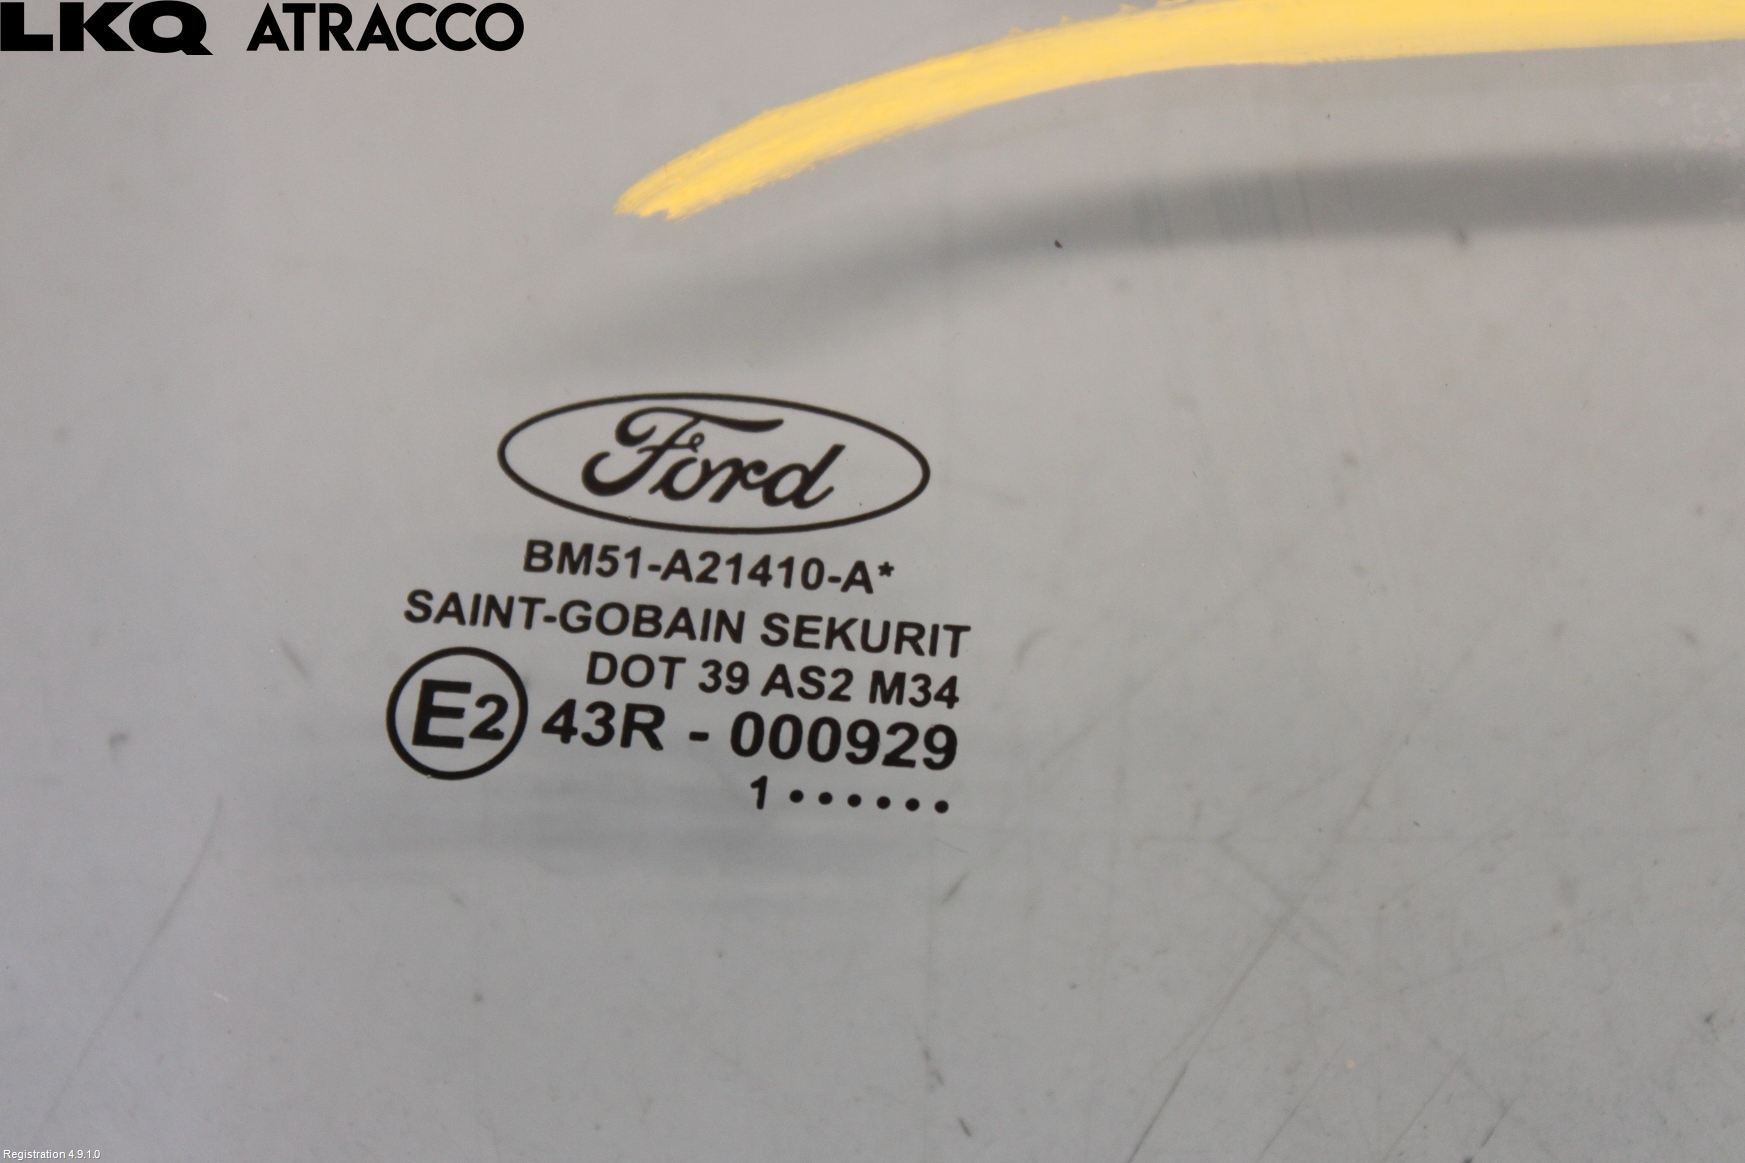 LKQ ATRACCO
Ford
BM51-A21410-A*
SAINT-GOBAIN SEKURIT
DOT 39 AS2 M34
E2 43R - 000929
1 • • • • • •
Registration 4.9.1.0